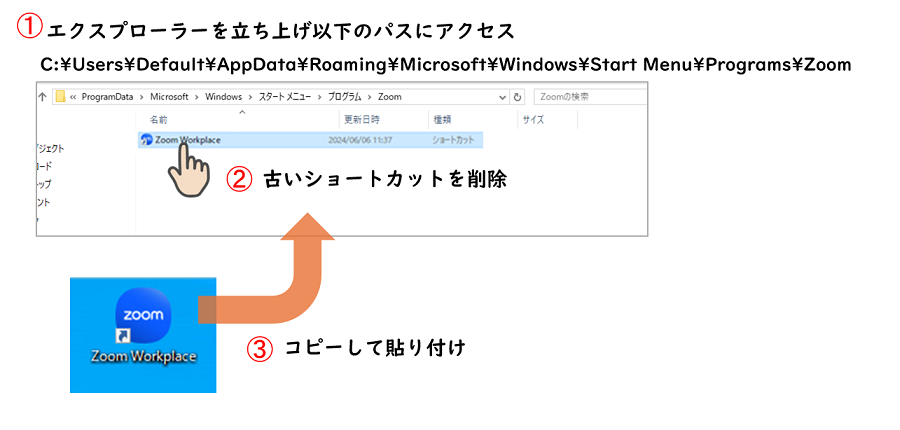 ① エクスプローラーを立ち上げ以下のパスにアクセス
C:¥Users¥Default¥AppData¥Roaming¥Microsoft¥Windows¥Start Menu¥Programs¥Zoom
↑ « ProgramData > Microsoft > Windows > スタートメニュー > プログラム > Zoom Zoomの検索
名前 更新日時 種類 サイズ
Zoom Workplace 2024/06/06 11:37 ショートカット
ブジェクト
ロード
ップ
ント
② 古いショートカットを削除
zoom
Zoom Workplace
③ コピーして貼り付け